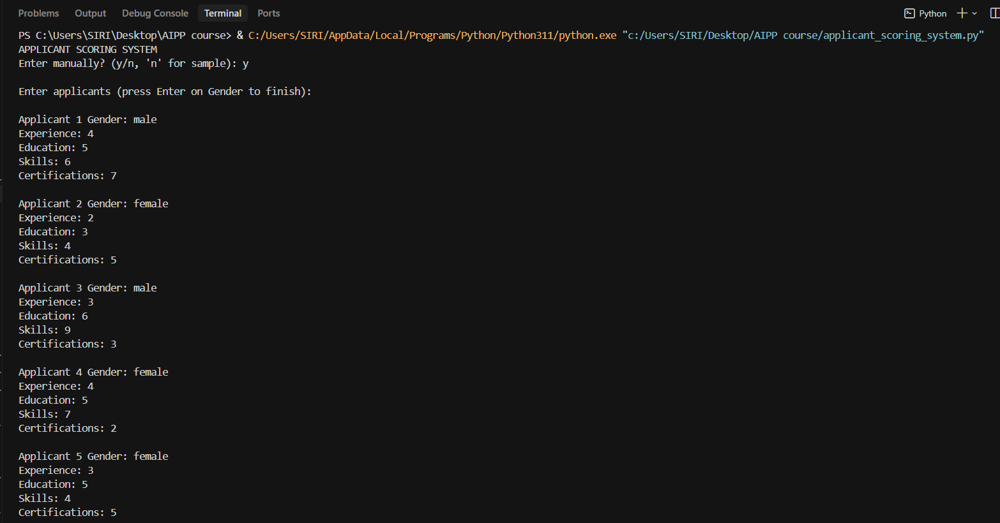 Problems Output Debug Console Terminal Ports
Python
PS C:\Users\SIRI\Desktop\AIPP course> & C:/Users/SIRI/AppData/Local/Programs/Python/Python311/python.exe "c:/Users/SIRI/Desktop/AIPP course/applicant_scoring_system.py"
APPLICANT SCORING SYSTEM
Enter manually? (y/n, 'n' for sample): y
Enter applicants (press Enter on Gender to finish):
Applicant 1 Gender: male
Experience: 4
Education: 5
Skills: 6
Certifications: 7
Applicant 2 Gender: female
Experience: 2
Education: 3
Skills: 4
Certifications: 5
Applicant 3 Gender: male
Experience: 3
Education: 6
Skills: 9
Certifications: 3
Applicant 4 Gender: female
Experience: 4
Education: 5
Skills: 7
Certifications: 2
Applicant 5 Gender: female
Experience: 3
Education: 5
Skills: 4
Certifications: 5